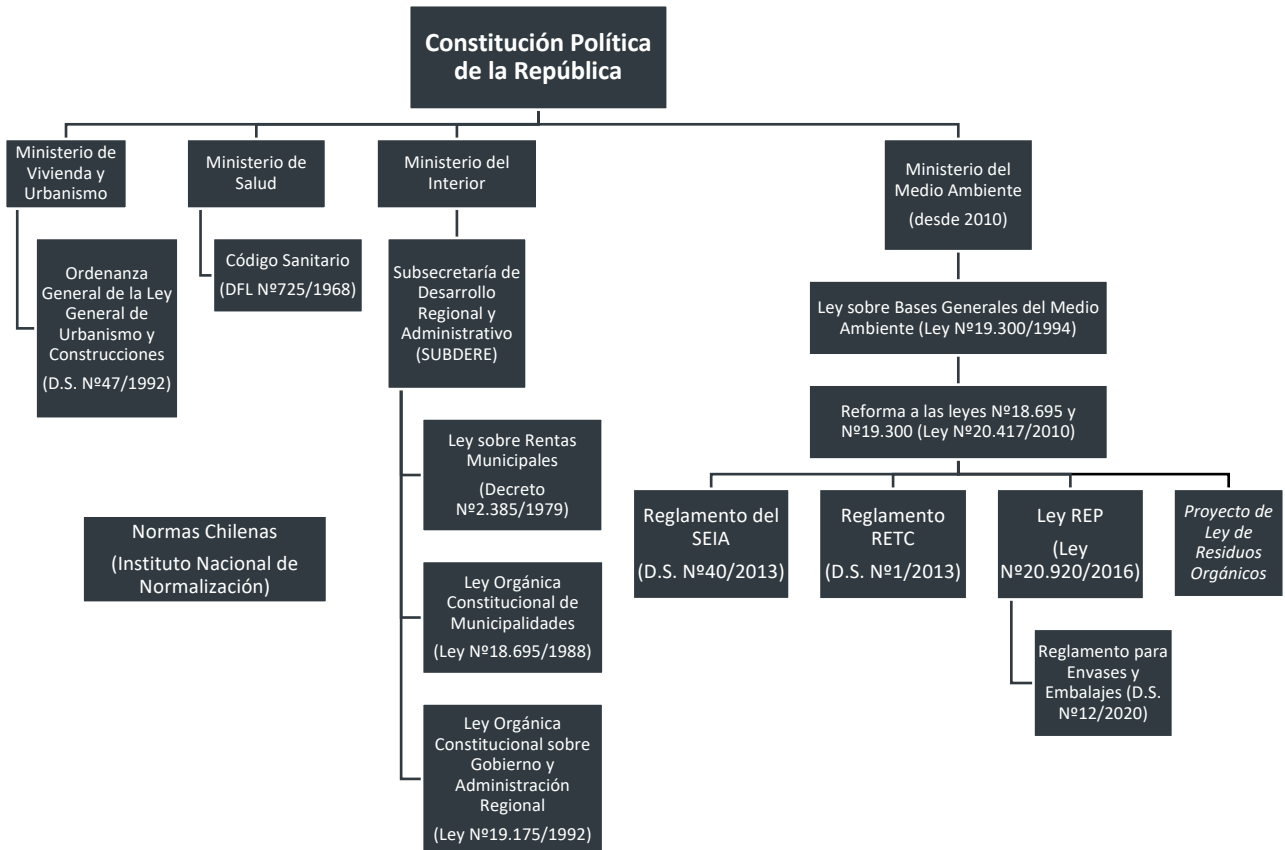 Constitución Política
de la República
Ministerio de
Vivienda y
Urbanismo
Ministerio de
Salud
Ministerio del
Interior
Ministerio del
Medio Ambiente
(desde 2010)
Ordenanza
General de la Ley
General de
Urbanismo y
Construcciones
(D.S. Nº47/1992)
Código Sanitario
(DFL Nº725/1968)
Subsecretaría de
Desarrollo
Regional y
Administrativo
(SUBDERE)
Ley sobre Rentas
Municipales
(Decreto
Nº2.385/1979)
Ley Orgánica
Constitucional de
Municipalidades
(Ley Nº18.695/1988)
Ley Orgánica
Constitucional sobre
Gobierno y
Administración
Regional
(Ley Nº19.175/1992)
Normas Chilenas
(Instituto Nacional de
Normalización)
Ley sobre Bases Generales del Medio
Ambiente (Ley Nº19.300/1994)
Reforma a las leyes Nº18.695 y
Nº19.300 (Ley Nº20.417/2010)
Reglamento del
SEIA
(D.S. Nº40/2013)
Reglamento
RETC
(D.S. Nº1/2013)
Ley REP
(Ley
Nº20.920/2016)
Proyecto de
Ley de
Residuos
Orgánicos
Reglamento para
Envases y
Embalajes (D.S.
Nº12/2020)